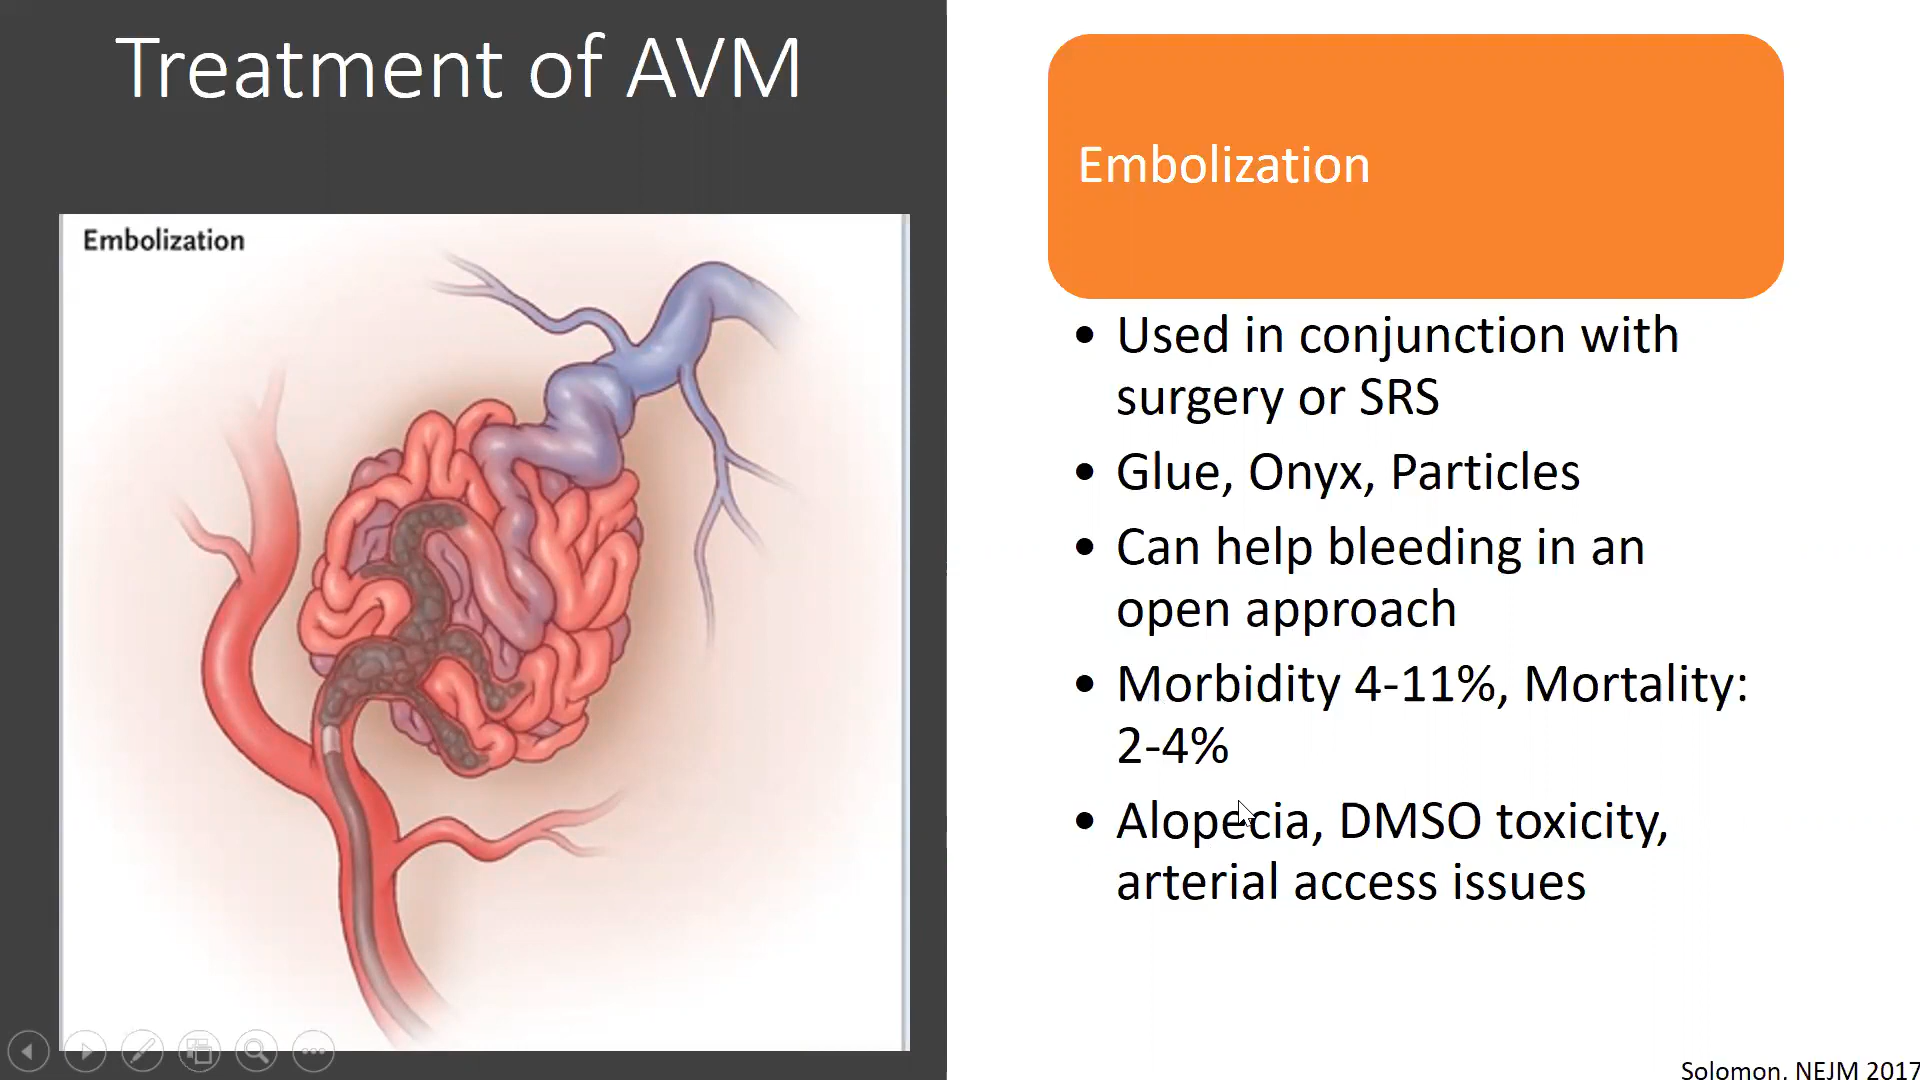 Treatment of AVM
Embolization
Embolization
• Used in conjunction with
surgery or SRS
• Glue, Onyx, Particles
• Can help bleeding in an
open approach
• Morbidity 4-11%, Mortality:
2-4%
• Alopecia, DMSO toxicity,
arterial access issues
Solomon. NEJM 2017